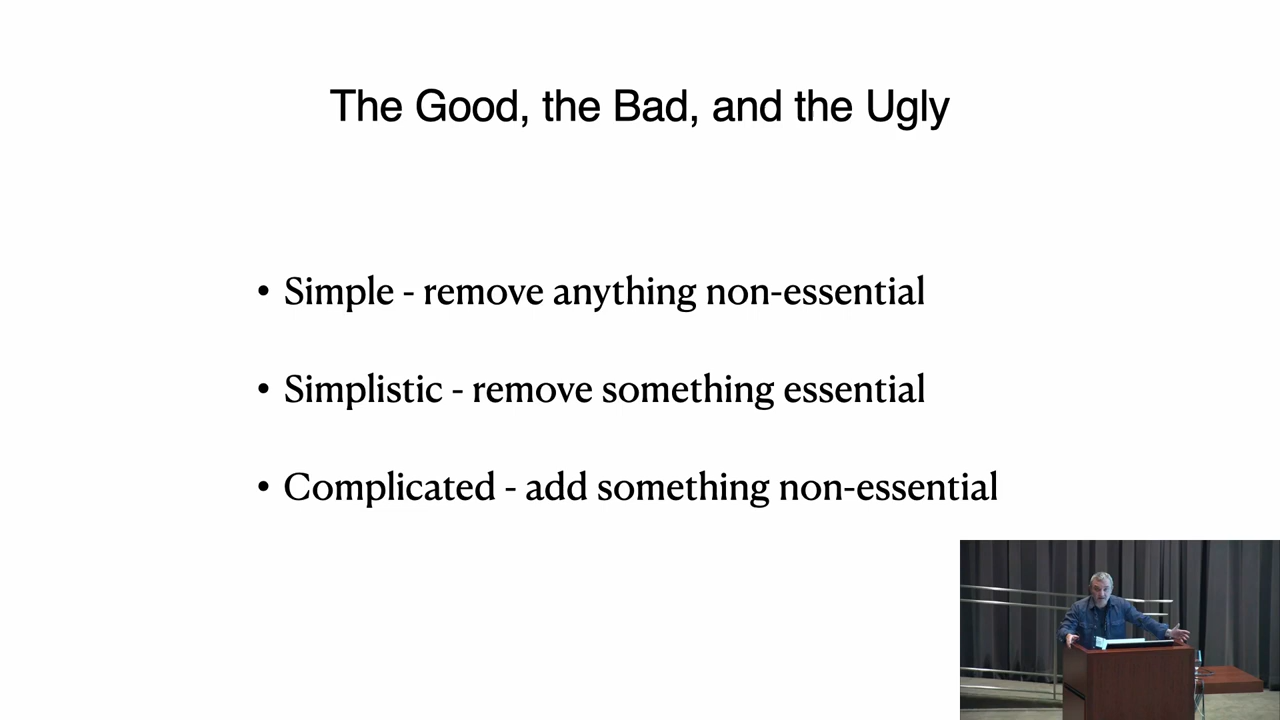 The Good, the Bad, and the Ugly
• Simple - remove anything non-essential
• Simplistic - remove something essential
• Complicated - add something non-essential